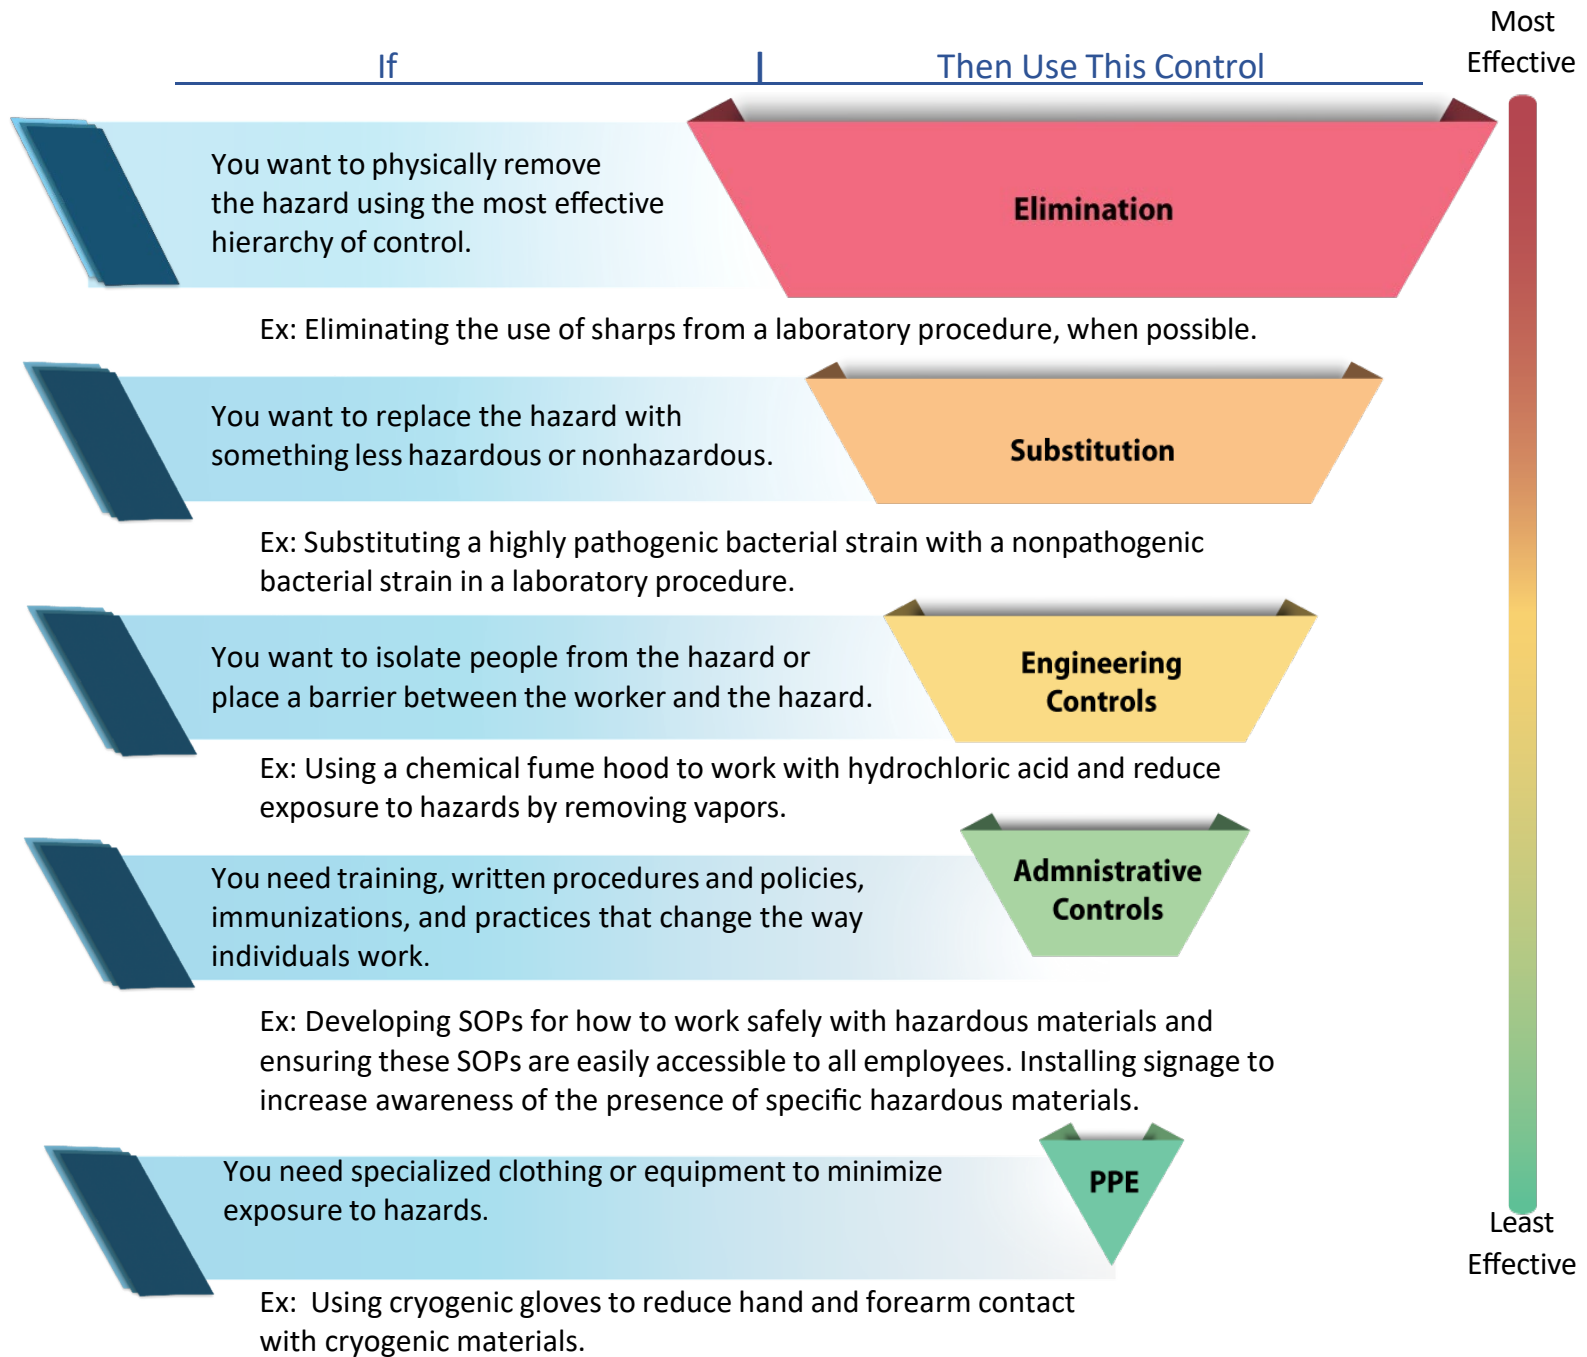 Most
Effective
If
Then Use This Control
You want to physically remove
the hazard using the most effective
hierarchy of control.
Elimination
Ex: Eliminating the use of sharps from a laboratory procedure, when possible.
You want to replace the hazard with
something less hazardous or nonhazardous.
Substitution
Ex: Substituting a highly pathogenic bacterial strain with a nonpathogenic
bacterial strain in a laboratory procedure.
You want to isolate people from the hazard or
place a barrier between the worker and the hazard.
Engineering
Controls
Ex: Using a chemical fume hood to work with hydrochloric acid and reduce
exposure to hazards by removing vapors.
You need training, written procedures and policies,
immunizations, and practices that change the way
individuals work.
Admnistrative
Controls
Ex: Developing SOPs for how to work safely with hazardous materials and
ensuring these SOPs are easily accessible to all employees. Installing signage to
increase awareness of the presence of specific hazardous materials.
You need specialized clothing or equipment to minimize
exposure to hazards.
PPE
Least
Effective
Ex: Using cryogenic gloves to reduce hand and forearm contact
with cryogenic materials.